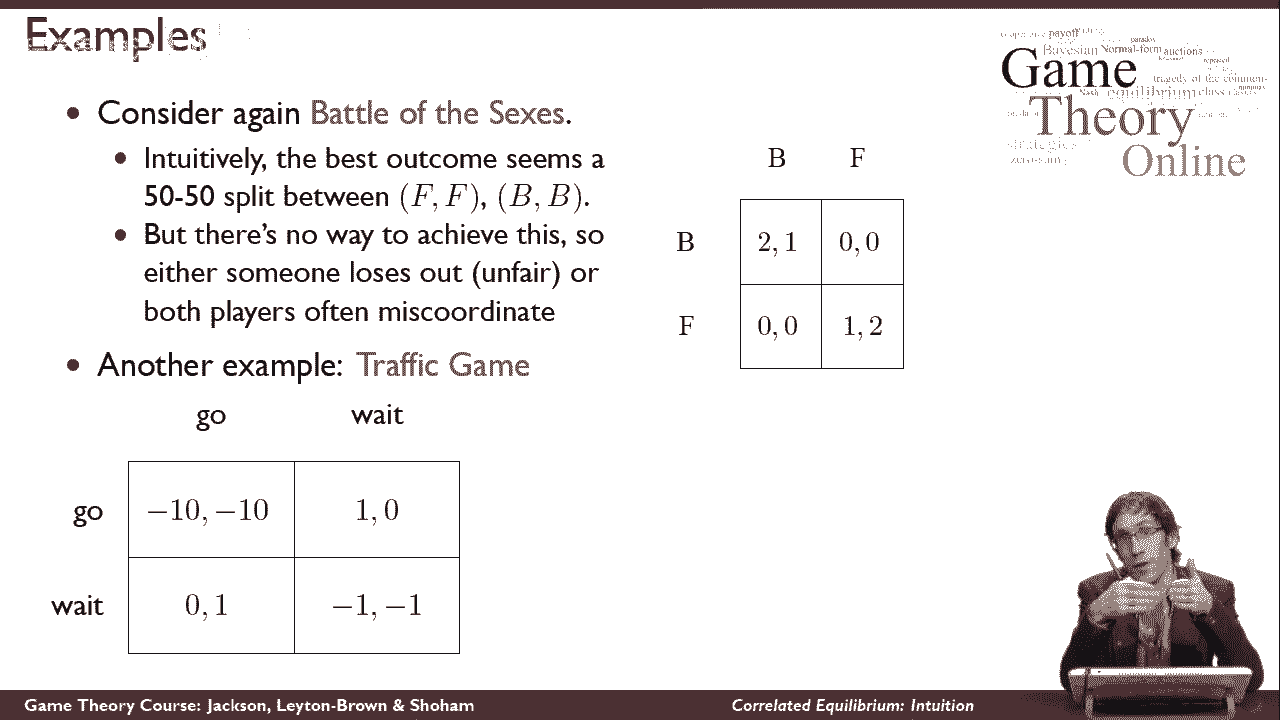 Examples
• Consider again Battle of the Sexes.
• Intuitively, the best outcome seems a
50-50 split between (F, F), (B, B).
• But there's no way to achieve this, so
either someone loses out (unfair) or
both players often miscoordinate
• Another example: Traffic Game
go wait
go −10, −10 1, 0
wait 0, 1 −1, −1
B F
B 2, 1 0, 0
F 0, 0 1, 2
payoff
Bayesian Normal-form auctions
Game
tragedy of the commons
Nash equilibrium
Theory
strategies
zero-sum
Online
Game Theory Course: Jackson, Leyton-Brown & Shoham
Correlated Equilibrium: Intuition